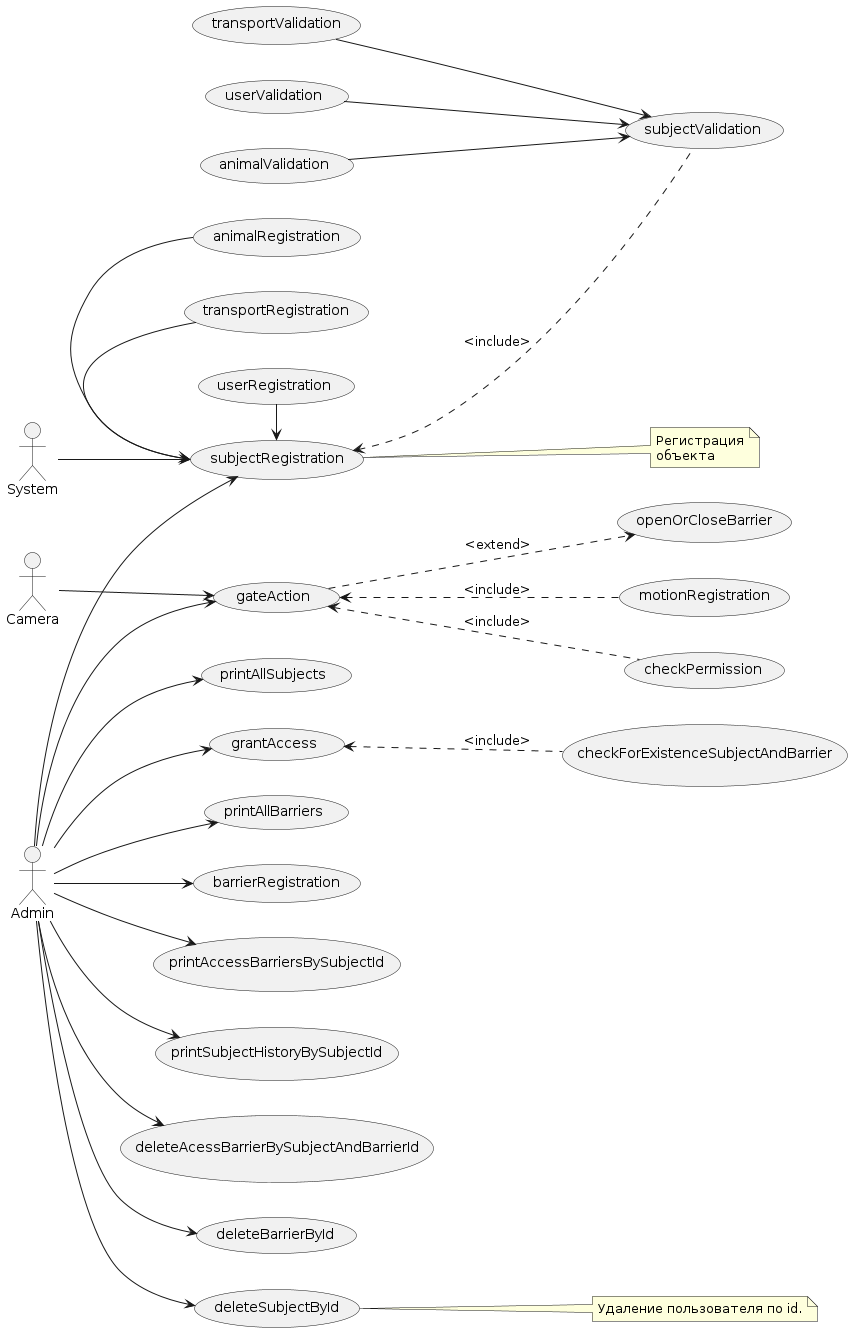 transportValidation
userValidation
subjectValidation
animalValidation
animalRegistration
transportRegistration
<include>
userRegistration
Регистрация
объекта
subjectRegistration
System
openOrCloseBarrier
<extend>
<include>
motionRegistration
gateAction
Camera
<include>
checkPermission
printAllSubjects
grantAccess
<include>
checkForExistenceSubjectAndBarrier
printAllBarriers
barrierRegistration
Admin
printAccessBarriersBySubjectId
printSubjectHistoryBySubjectId
deleteAcessBarrierBySubjectAndBarrierId
deleteBarrierById
deleteSubjectById
Удаление пользователя по id.